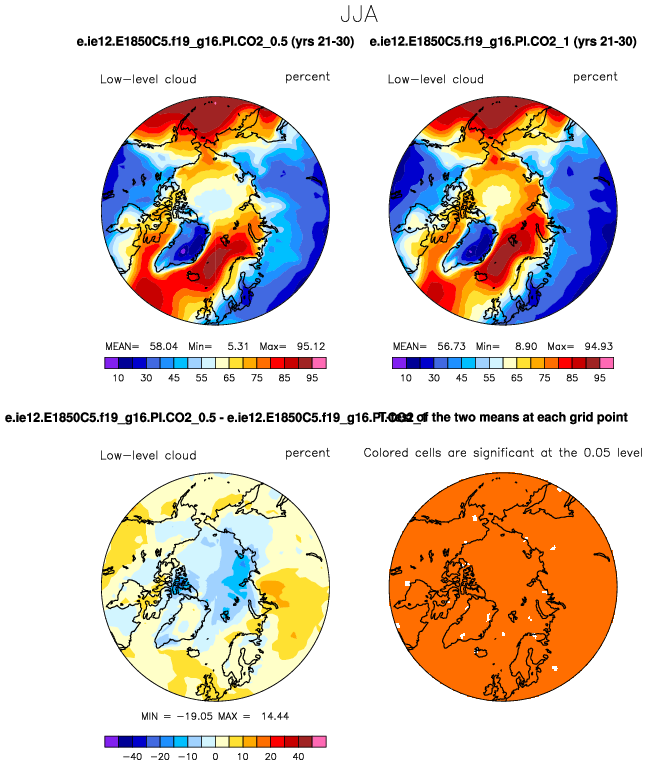 JJA
e.ie12.E1850C5.f19_g16.PI.CO2_0.5 (yrs 21-30)
e.ie12.E1850C5.f19_g16.PI.CO2_1 (yrs 21-30)
Low-level cloud percent
Low-level cloud percent
MEAN= 58.04 Min= 5.31 Max= 95.12
MEAN= 56.73 Min= 8.90 Max= 94.93
10 30 45 55 65 75 85 95
10 30 45 55 65 75 85 95
e.ie12.E1850C5.f19_g16.PI.CO2_0.5 - e.ie12.E1850C5.f19_g16.PI.CO2_1
T-test of the two means at each grid point
Low-level cloud percent
Colored cells are significant at the 0.05 level
MIN = -19.05 MAX = 14.44
-40 -20 -10 0 10 20 40